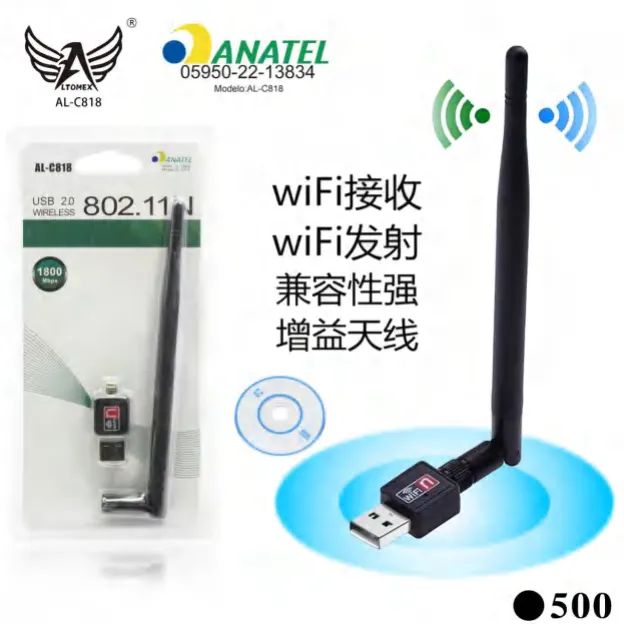 ®
ALTOMEX
AL-C818
ANATEL
05950-22-13834
Modelo:AL-C818
AL-C818
ANATEL
USB 2.0
WIRELESS 802.11N
1800
Mbps
wiFi接收
wiFi发射
兼容性强
增益天线
WiFi n
500